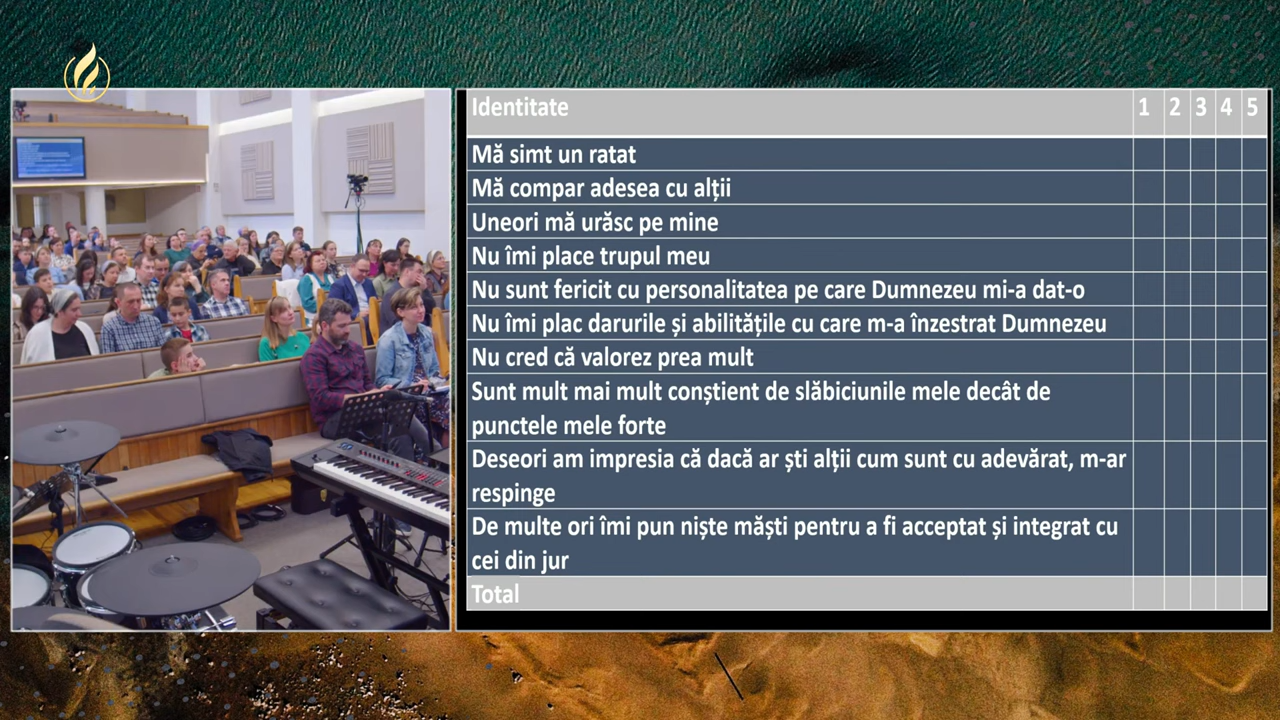 Identitate 1 2 3 4 5
Mă simt un ratat
Mă compar adesea cu alții
Uneori mă urăsc pe mine
Nu îmi place trupul meu
Nu sunt fericit cu personalitatea pe care Dumnezeu mi-a dat-o
Nu îmi plac darurile și abilitățile cu care m-a înzestrat Dumnezeu
Nu cred că valorez prea mult
Sunt mult mai mult conștient de slăbiciunile mele decât de
punctele mele forte
Deseori am impresia că dacă ar ști alții cum sunt cu adevărat, m-ar
respinge
De multe ori îmi pun niște măști pentru a fi acceptat și integrat cu
cei din jur
Total